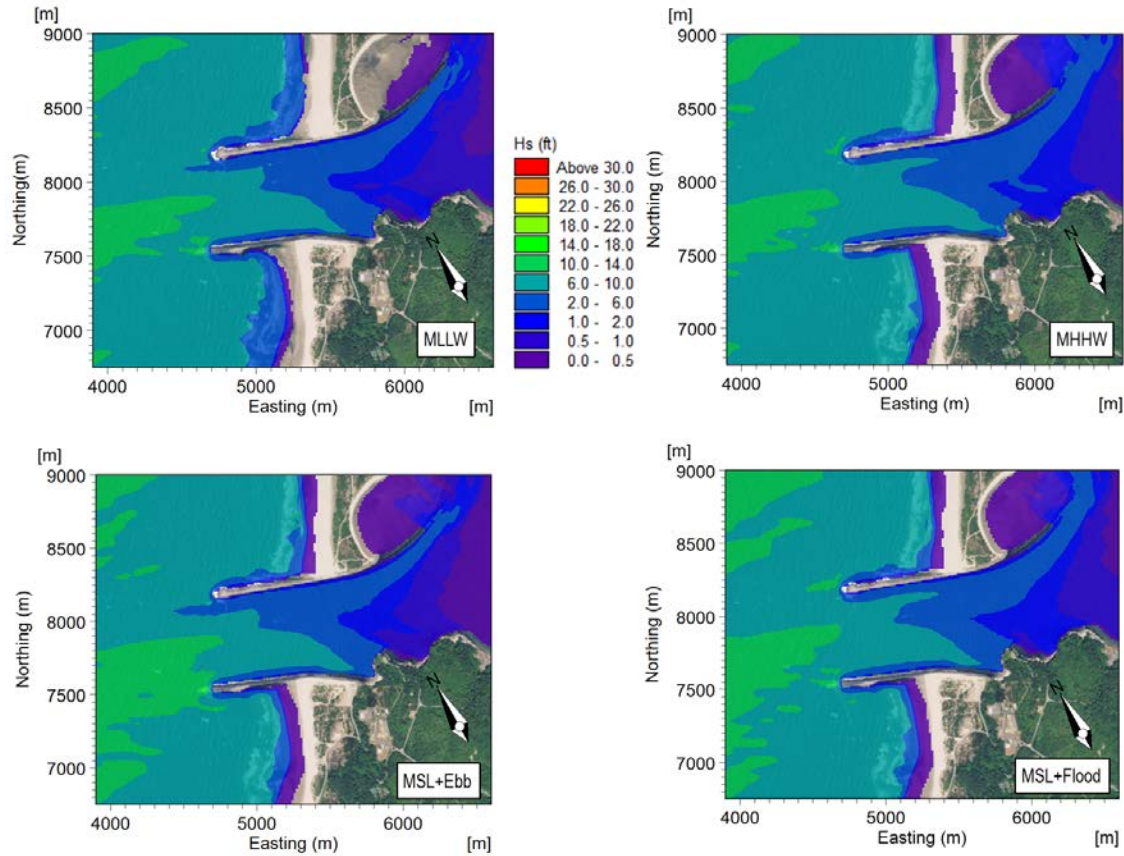 [m]
9000
8500
8000
7500
7000
Northing(m)
4000 5000 6000
Easting (m) [m]
N
MLLW
Hs (ft)
Above 30.0
26.0 - 30.0
22.0 - 26.0
18.0 - 22.0
14.0 - 18.0
10.0 - 14.0
6.0 - 10.0
2.0 - 6.0
1.0 - 2.0
0.5 - 1.0
0.0 - 0.5
[m]
9000
8500
8000
7500
7000
Northing (m)
4000 5000 6000
Easting (m) [m]
N
MHHW
[m]
9000
8500
8000
7500
7000
Northing (m)
4000 5000 6000
Easting (m) [m]
N
MSL+Ebb
[m]
9000
8500
8000
7500
7000
Northing (m)
4000 5000 6000
Easting (m) [m]
N
MSL+Flood